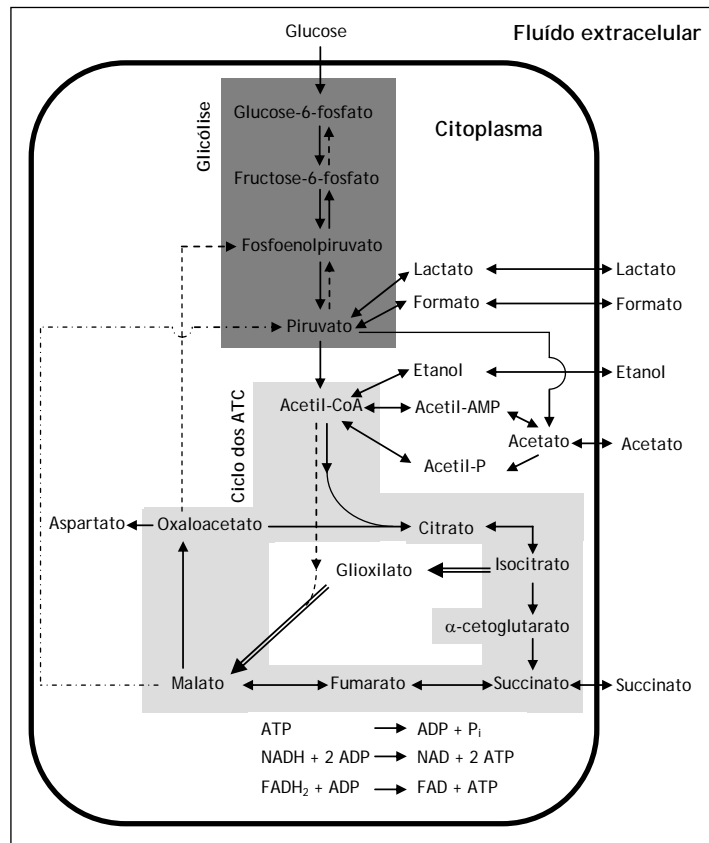 Glucose
Fluído extracelular
Glicólise
Glucose-6-fosfato
Citoplasma
Fructose-6-fosfato
Fosfoenolpiruvato
Lactato
Lactato
Formato
Formato
Piruvato
Etanol
Etanol
Ciclo dos ATC
Acetil-CoA
Acetil-AMP
Acetato
Acetato
Acetil-P
Aspartato
Oxaloacetato
Citrato
Glioxilato
Isocitrato
α-cetoglutarato
Malato
Fumarato
Succinato
Succinato
ATP ADP + Pi
NADH + 2 ADP NAD + 2 ATP
FADH2 + ADP FAD + ATP